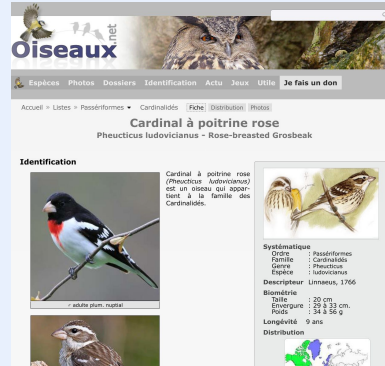 Oiseaux.net
Espèces Photos Dossiers Identification Actu Jeux Utile Je fais un don
Accueil » Listes » Passériformes ▾ Cardinalidés Fiche Distribution Photos
Cardinal à poitrine rose
Pheucticus ludovicianus - Rose-breasted Grosbeak
Identification
Cardinal à poitrine rose
(Pheucticus ludovicianus)
est un oiseau qui appar-
tient à la famille des
Cardinalidés.
♂ adulte plum. nuptial
Systématique
Ordre : Passériformes
Famille : Cardinalidés
Genre : Pheucticus
Espèce : ludovicianus
Descripteur Linnaeus, 1766
Biométrie
Taille : 20 cm
Envergure : 29 à 33 cm.
Poids : 34 à 56 g
Longévité 9 ans
Distribution